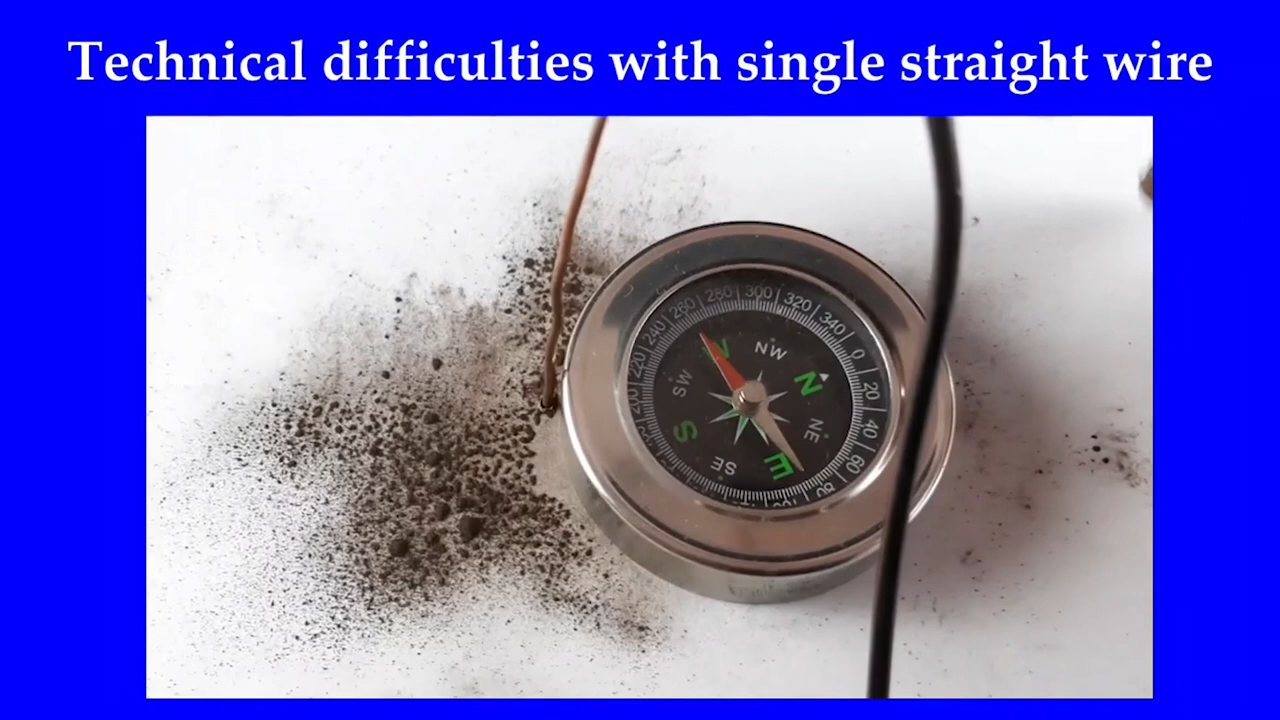 Technical difficulties with single straight wire
240 260 280 300 320 340 0 20 40 60 80
220
200
NW
N
SW
NE
S
SE
E